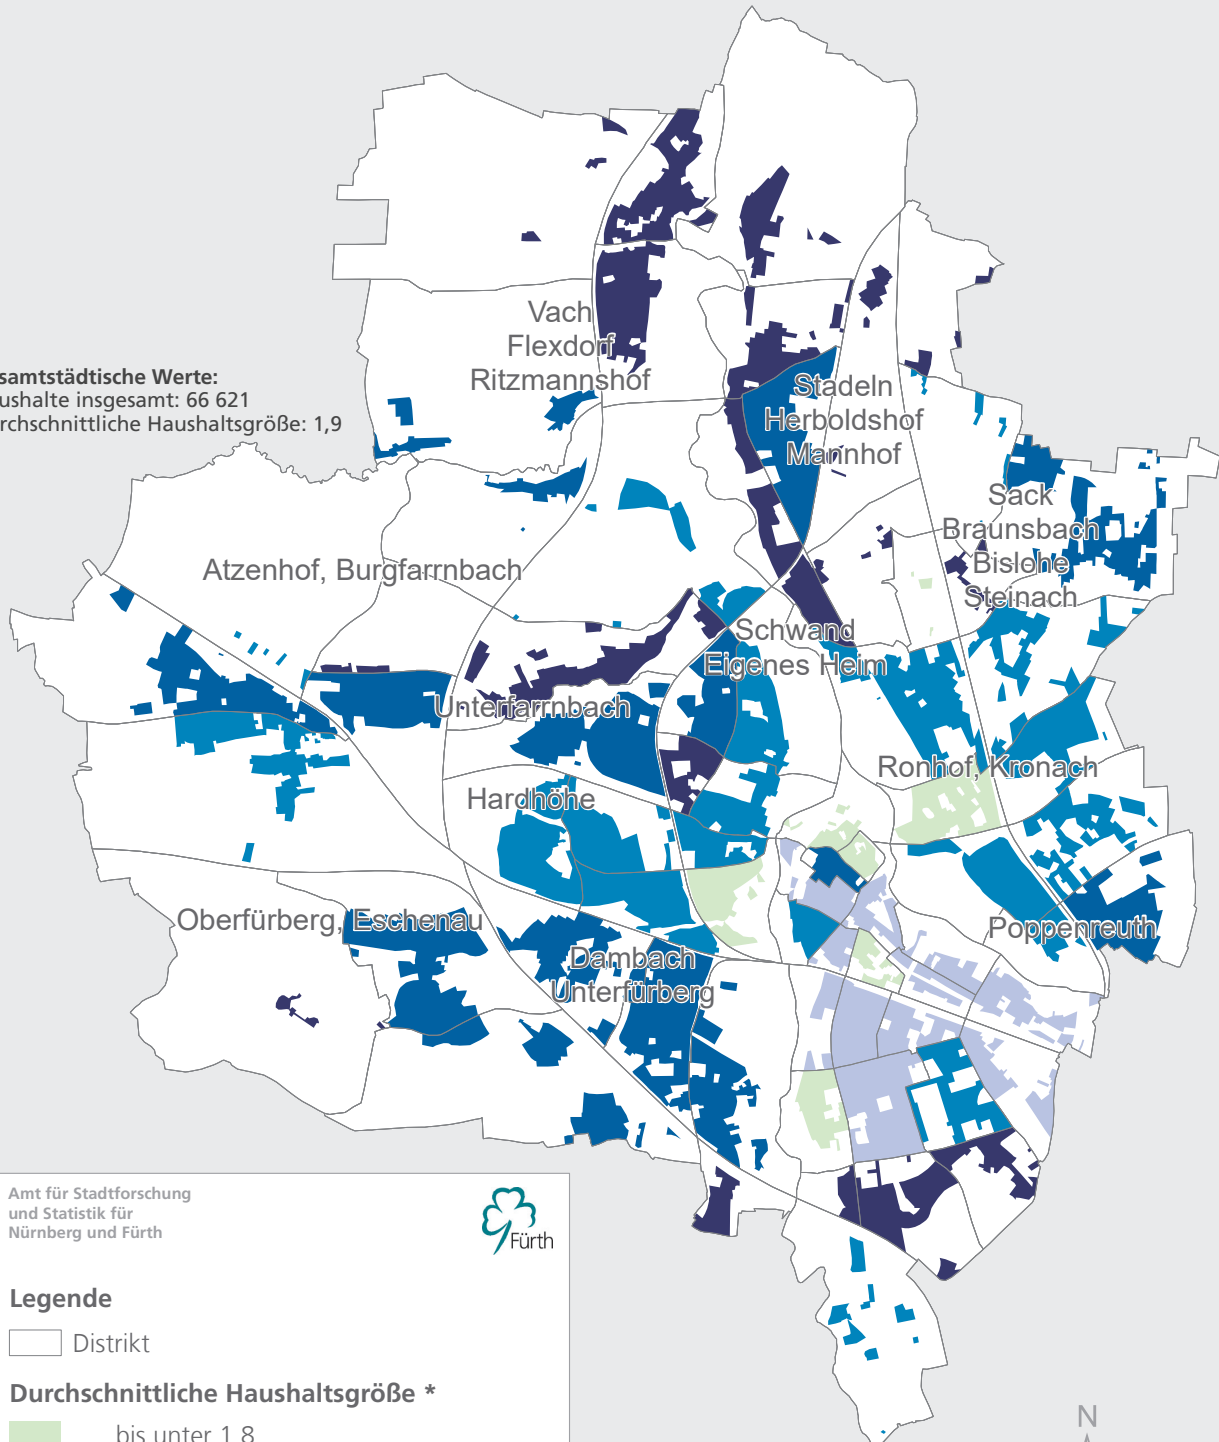 Vach
Flexdorf
Ritzmannshof
samtstädtische Werte:
ushalte insgesamt: 66 621
rchschnittliche Haushaltsgröße: 1,9
Stadeln
Herboldshof
Mannhof
Sack
Braunsbach
Bislohe
Steinach
Atzenhof, Burgfarrnbach
Schwand
Eigenes Heim
Unterfarrnbach
Ronhof, Kronach
Hardhöhe
Oberfürberg, Eschenau
Poppenreuth
Dambach
Unterfürberg
Amt für Stadtforschung
und Statistik für
Nürnberg und Fürth
Fürth
Legende
Distrikt
Durchschnittliche Haushaltsgröße *
bis unter 1,8
N